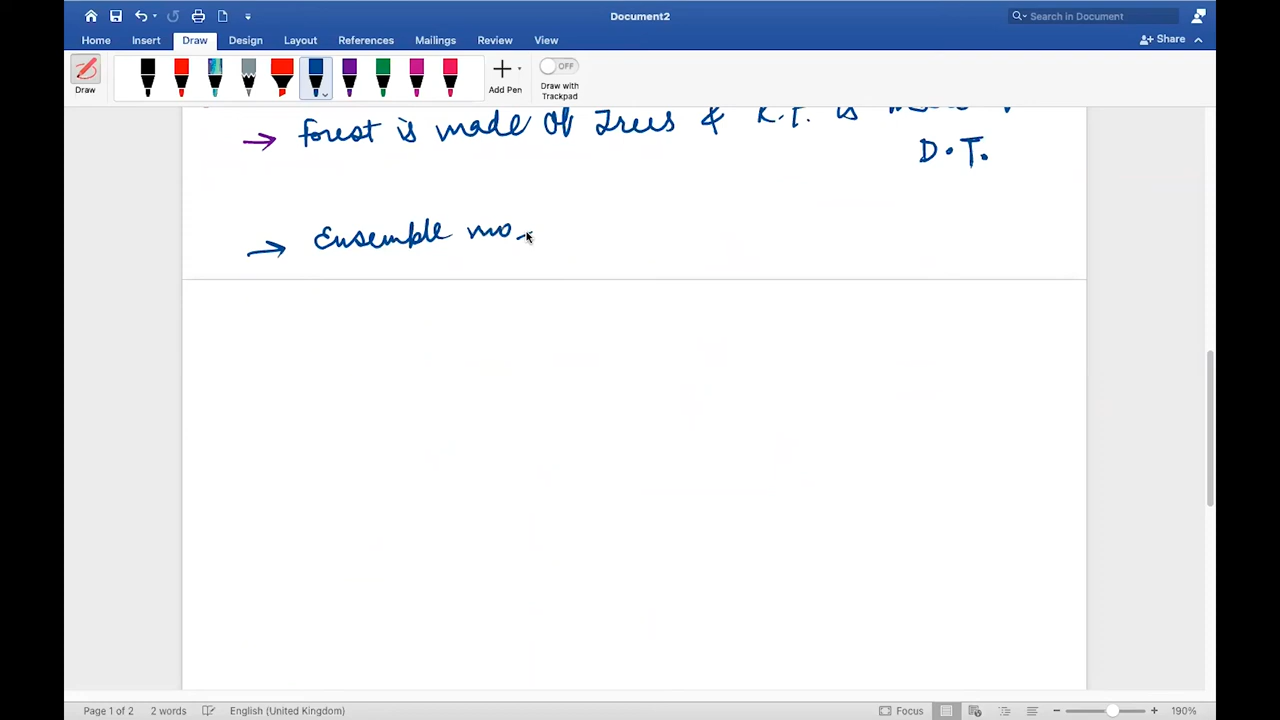 Document2
Search in Document
Home Insert Draw Design Layout References Mailings Review View
Share
Draw
Add Pen
OFF
Draw with
Trackpad
→ forest is made of Trees & R.F. is
D.T.
→ Ensemble mo
Page 1 of 2 2 words English (United Kingdom) Focus 190%